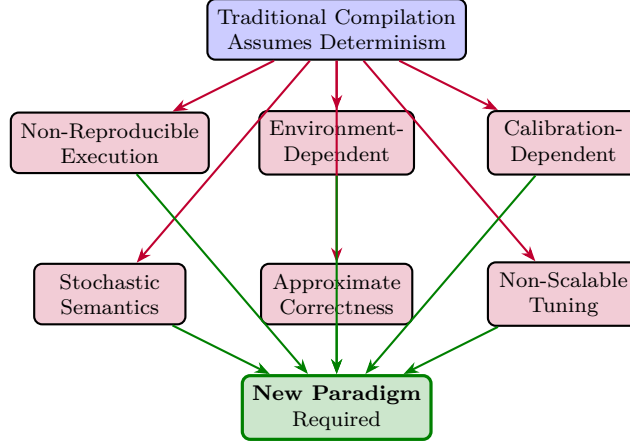 Traditional Compilation
Assumes Determinism
Non-Reproducible
Execution
Environment-
Dependent
Calibration-
Dependent
Stochastic
Semantics
Approximate
Correctness
Non-Scalable
Tuning
New Paradigm
Required